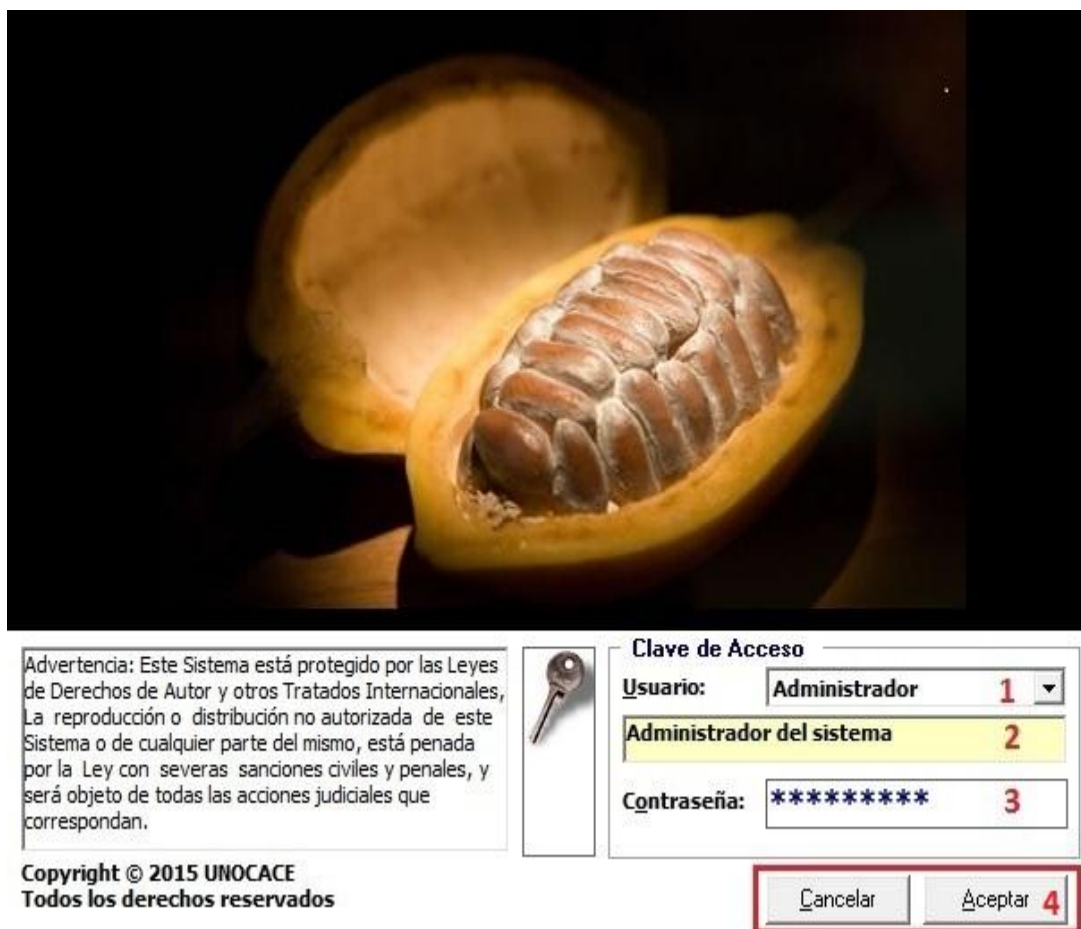 Advertencia: Este Sistema está protegido por las Leyes
de Derechos de Autor y otros Tratados Internacionales,
La reproducción o distribución no autorizada de este
Sistema o de cualquier parte del mismo, está penada
por la Ley con severas sanciones civiles y penales, y
será objeto de todas las acciones judiciales que
correspondan.
Copyright © 2015 UNOCACE
Todos los derechos reservados
Clave de Acceso
Usuario: Administrador 1
Administrador del sistema 2
Contraseña: ********* 3
Cancelar Aceptar 4